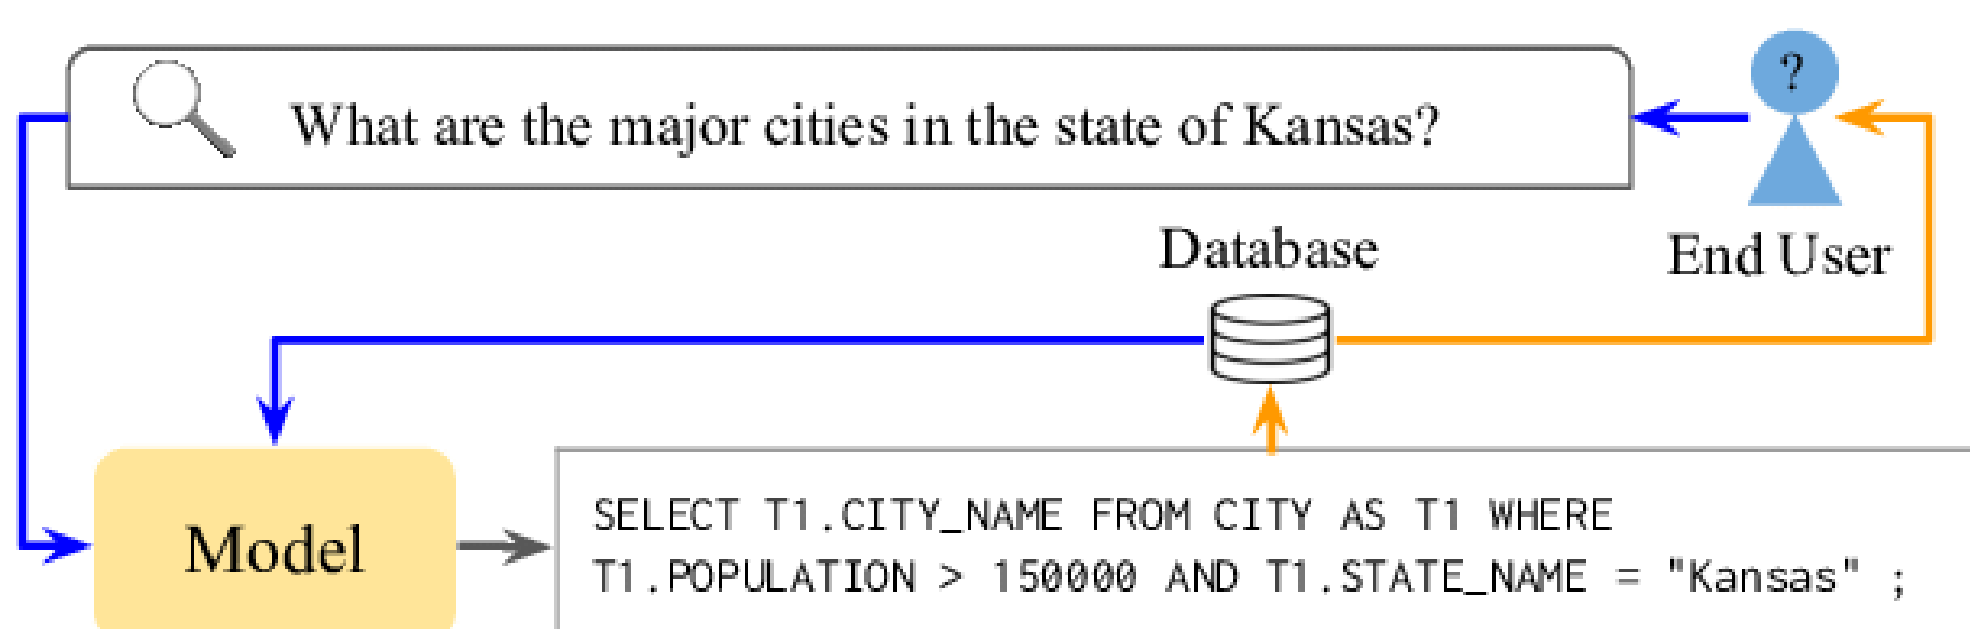 ?
What are the major cities in the state of Kansas?
Database
End User
Model
SELECT T1.CITY_NAME FROM CITY AS T1 WHERE
T1.POPULATION > 150000 AND T1.STATE_NAME = "Kansas" ;